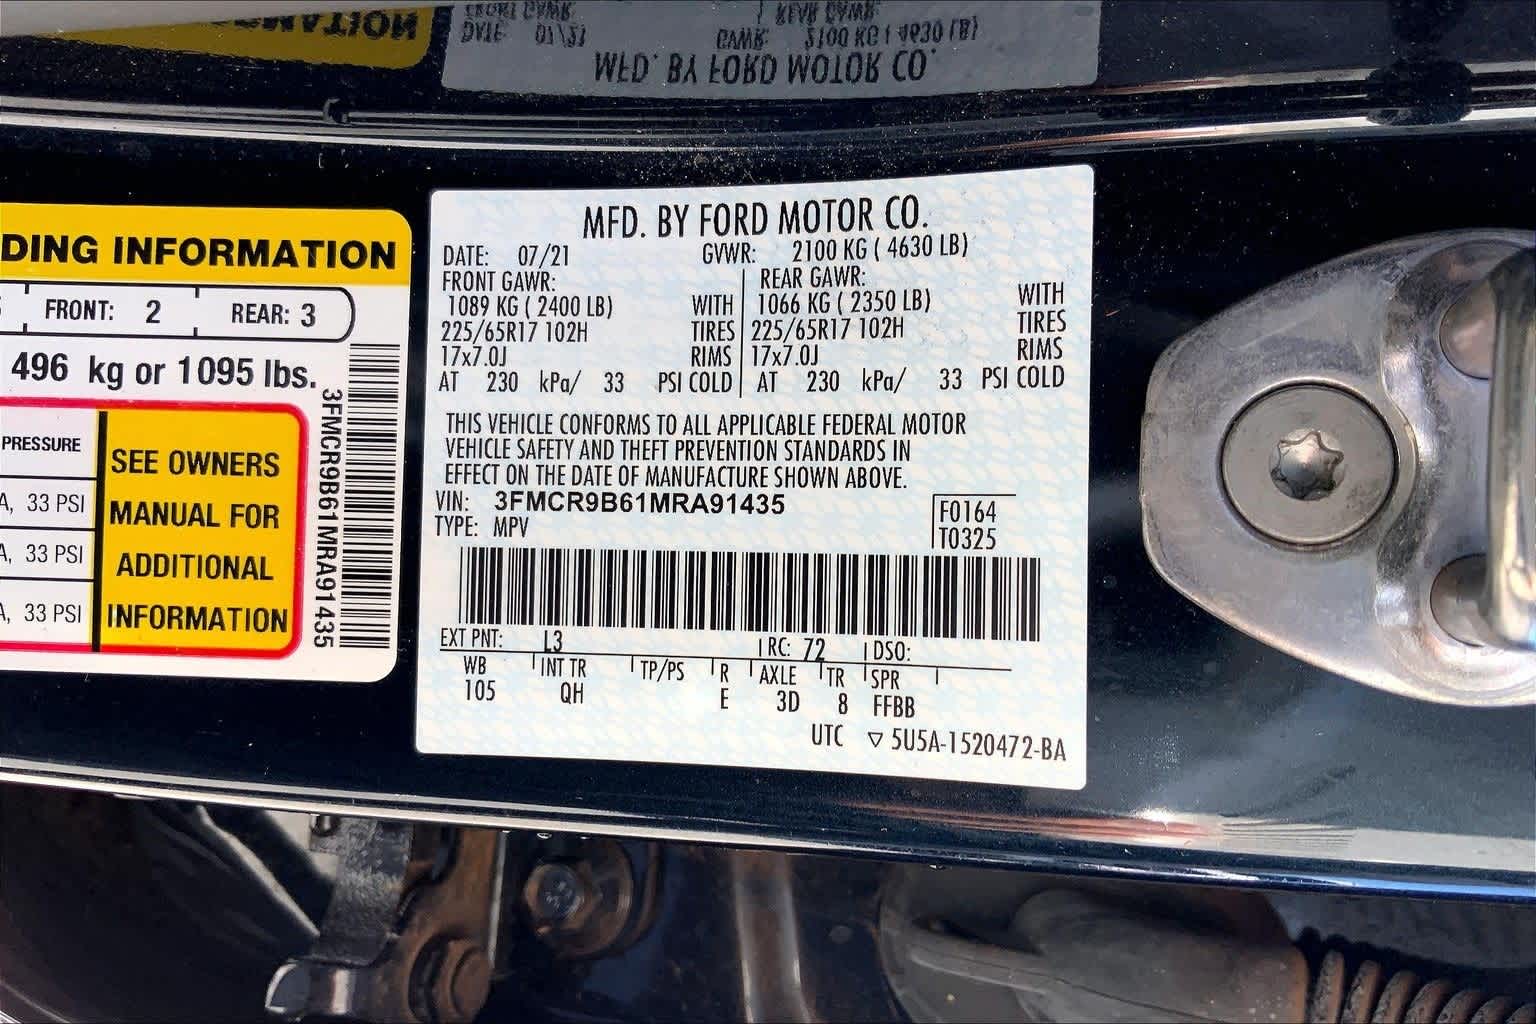 DING INFORMATION
FRONT: 2 REAR: 3
496 kg or 1095 lbs.
PRESSURE
A, 33 PSI
A, 33 PSI
A, 33 PSI
SEE OWNERS
MANUAL FOR
ADDITIONAL
INFORMATION
3FMCR9B61MRA91435
MFD. BY FORD MOTOR CO.
DATE: 07/21 GVWR: 2100 KG ( 4630 LB)
FRONT GAWR: REAR GAWR:
1089 KG ( 2400 LB) WITH 1066 KG ( 2350 LB) WITH
225/65R17 102H TIRES 225/65R17 102H TIRES
17x7.0J RIMS 17x7.0J RIMS
AT 230 kPa/ 33 PSI COLD AT 230 kPa/ 33 PSI COLD
THIS VEHICLE CONFORMS TO ALL APPLICABLE FEDERAL MOTOR
VEHICLE SAFETY AND THEFT PREVENTION STANDARDS IN
EFFECT ON THE DATE OF MANUFACTURE SHOWN ABOVE.
VIN: 3FMCR9B61MRA91435 F0164
TYPE: MPV T0325
EXT PNT: L3 RC: 72 DSO:
WB INT TR TP/PS R AXLE TR SPR
105 QH E 3D 8 FFBB
UTC ▽ 5U5A-1520472-BA